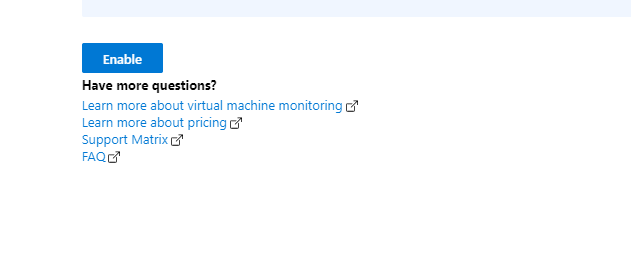 Enable
Have more questions?
Learn more about virtual machine monitoring
Learn more about pricing
Support Matrix
FAQ